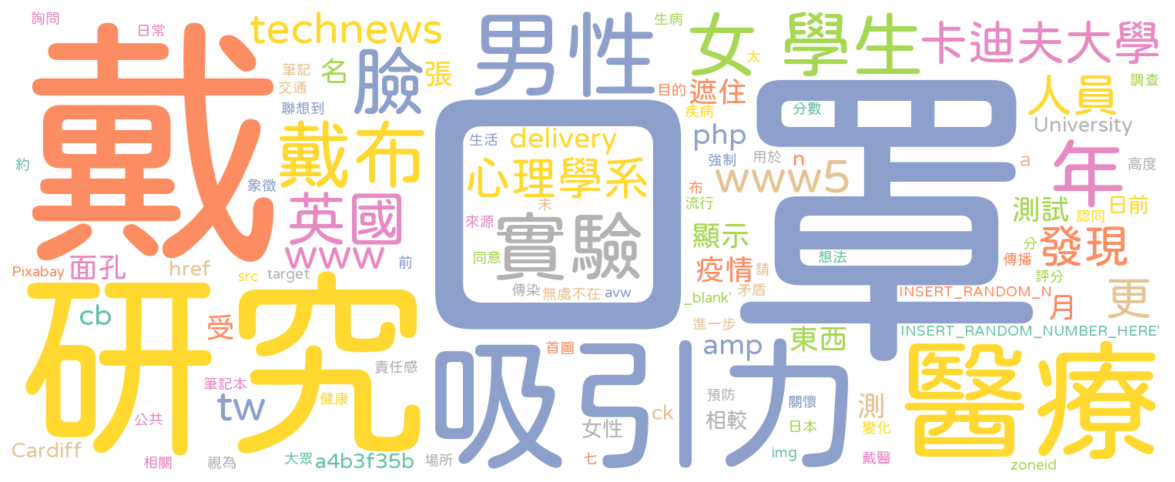 詢問
日常
technews
男性
生病
女
太
學生
卡迪夫大學
戴
筆記
交通
名
臉
張
目的
遮住
人員
調查
聯想到
口罩
疾病
分數
University
約
戴布
生活
delivery
php
強制
用於
n
a
年
高度
象徵
心理學系
www5
布
流行
英國
未
來源
實驗
顯示
測試
認同
日前
www
同意
想法
分
發現
Pixabay
面孔
href
src
target
前
傳染
無處不在
avw
疫情
請
傳播
評分
_blank'
矛盾
INSERT_RANDOM_N
月
更
研究
cb
受
進一步
東西
INSERT_RANDOM_NUMBER_HERE'
首圖
吸引力
amp
醫療
責任感
筆記本
tw
健康
預防
關懷
測
公共
ck
相較
女性
日本
變化
Cardiff
相關
視為
大眾
a4b3f35b
場所
七
img
戴醫
zoneid